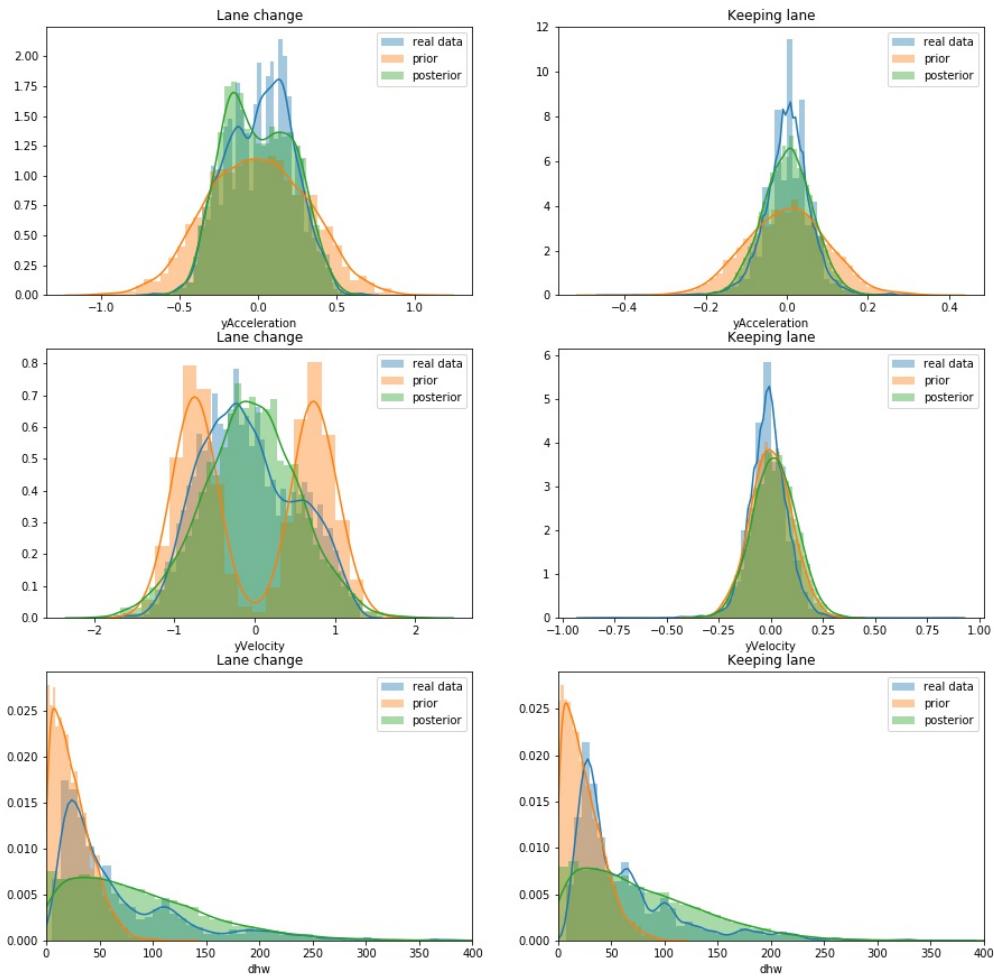 Lane change
real data
prior
posterior
2.00
1.75
1.50
1.25
1.00
0.75
0.50
0.25
0.00
−1.0 −0.5 0.0 0.5 1.0
yAcceleration
Keeping lane
real data
prior
posterior
12
10
8
6
4
2
0
−0.4 −0.2 0.0 0.2 0.4
yAcceleration
Lane change
real data
prior
posterior
0.8
0.7
0.6
0.5
0.4
0.3
0.2
0.1
0.0
−2 −1 0 1 2
yVelocity
Keeping lane
real data
prior
posterior
6
5
4
3
2
1
0
−1.00 −0.75 −0.50 −0.25 0.00 0.25 0.50 0.75 1.00
yVelocity
Lane change
real data
prior
posterior
0.025
0.020
0.015
0.010
0.005
0.000
0 50 100 150 200 250 300 350 400
dhw
Keeping lane
real data
prior
posterior
0.025
0.020
0.015
0.010
0.005
0.000
0 50 100 150 200 250 300 350 400
dhw